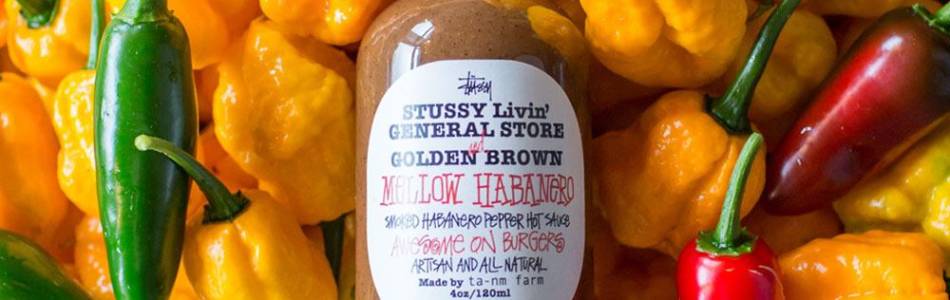 Stüssy
STUSSY Livin'
GENERAL STORE
and
GOLDEN BROWN
MELLOW HABANERO
SMOKED HABANERO PEPPER HOT SAUCE
AWESOME ON BURGERS
ARTISAN AND ALL NATURAL
Made by ta-nm farm
4oz/120ml